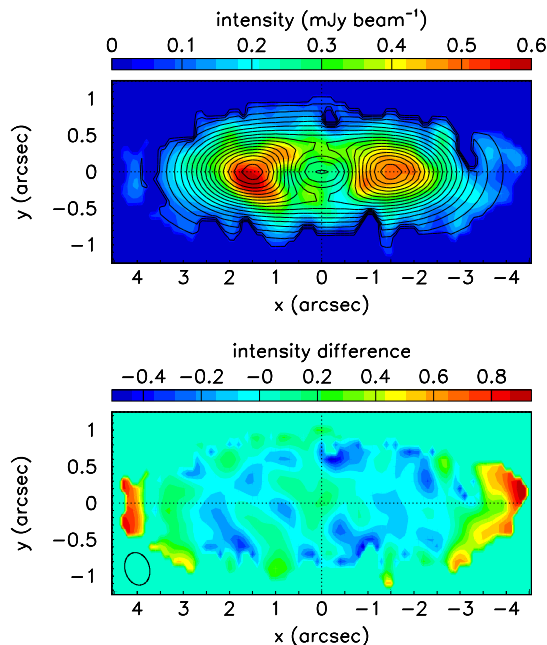 intensity (mJy beam⁻¹)
0 0.1 0.2 0.3 0.4 0.5 0.6
1
0.5
0
−0.5
−1
y (arcsec)
4 3 2 1 0 −1 −2 −3 −4
x (arcsec)
intensity difference
−0.4 −0.2 −0 0.2 0.4 0.6 0.8
1
0.5
0
−0.5
−1
y (arcsec)
4 3 2 1 0 −1 −2 −3 −4
x (arcsec)